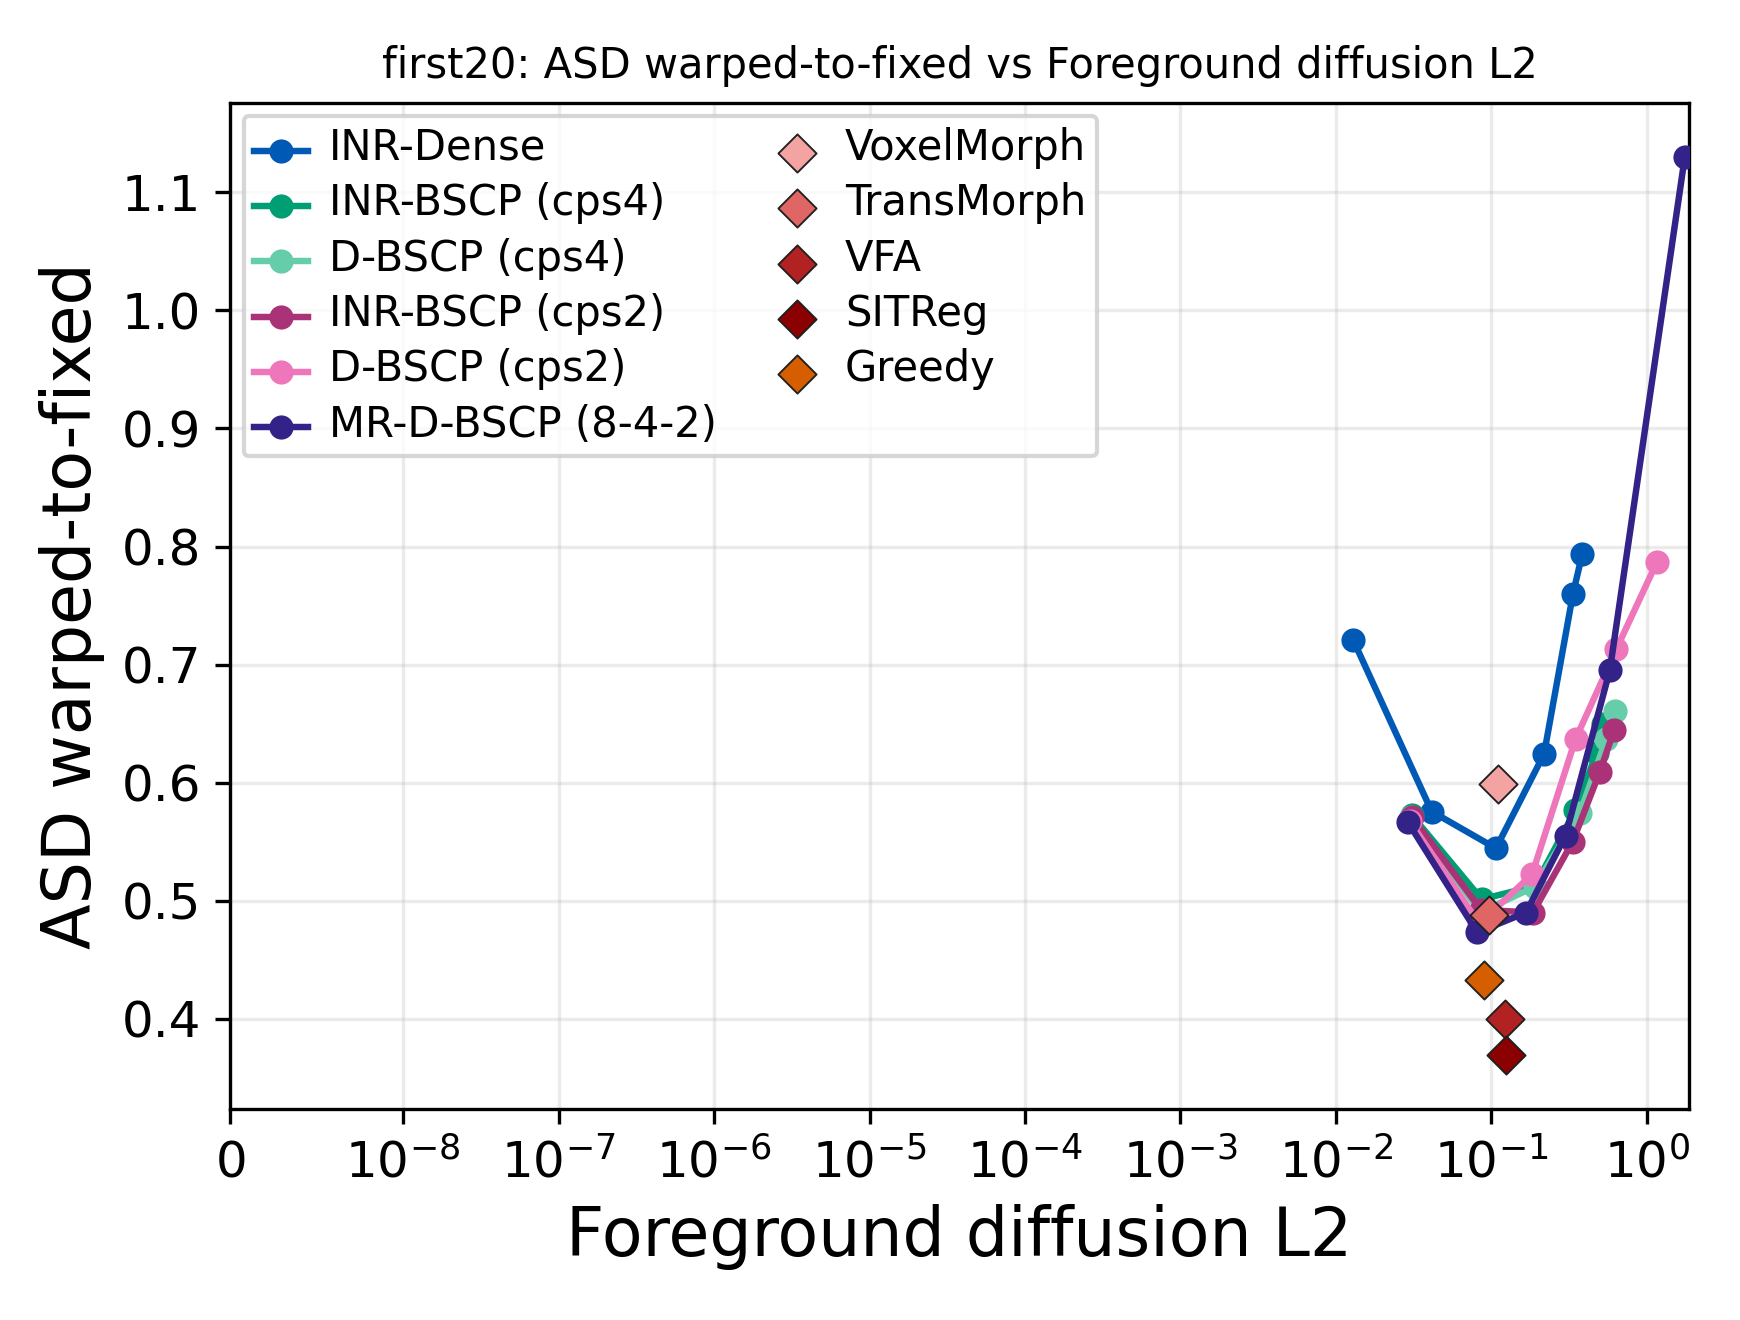 first20: ASD warped-to-fixed vs Foreground diffusion L2
INR-Dense
INR-BSCP (cps4)
D-BSCP (cps4)
INR-BSCP (cps2)
D-BSCP (cps2)
MR-D-BSCP (8-4-2)
VoxelMorph
TransMorph
VFA
SITReg
Greedy
ASD warped-to-fixed
1.1
1.0
0.9
0.8
0.7
0.6
0.5
0.4
0 10⁻⁸ 10⁻⁷ 10⁻⁶ 10⁻⁵ 10⁻⁴ 10⁻³ 10⁻² 10⁻¹ 10⁰
Foreground diffusion L2